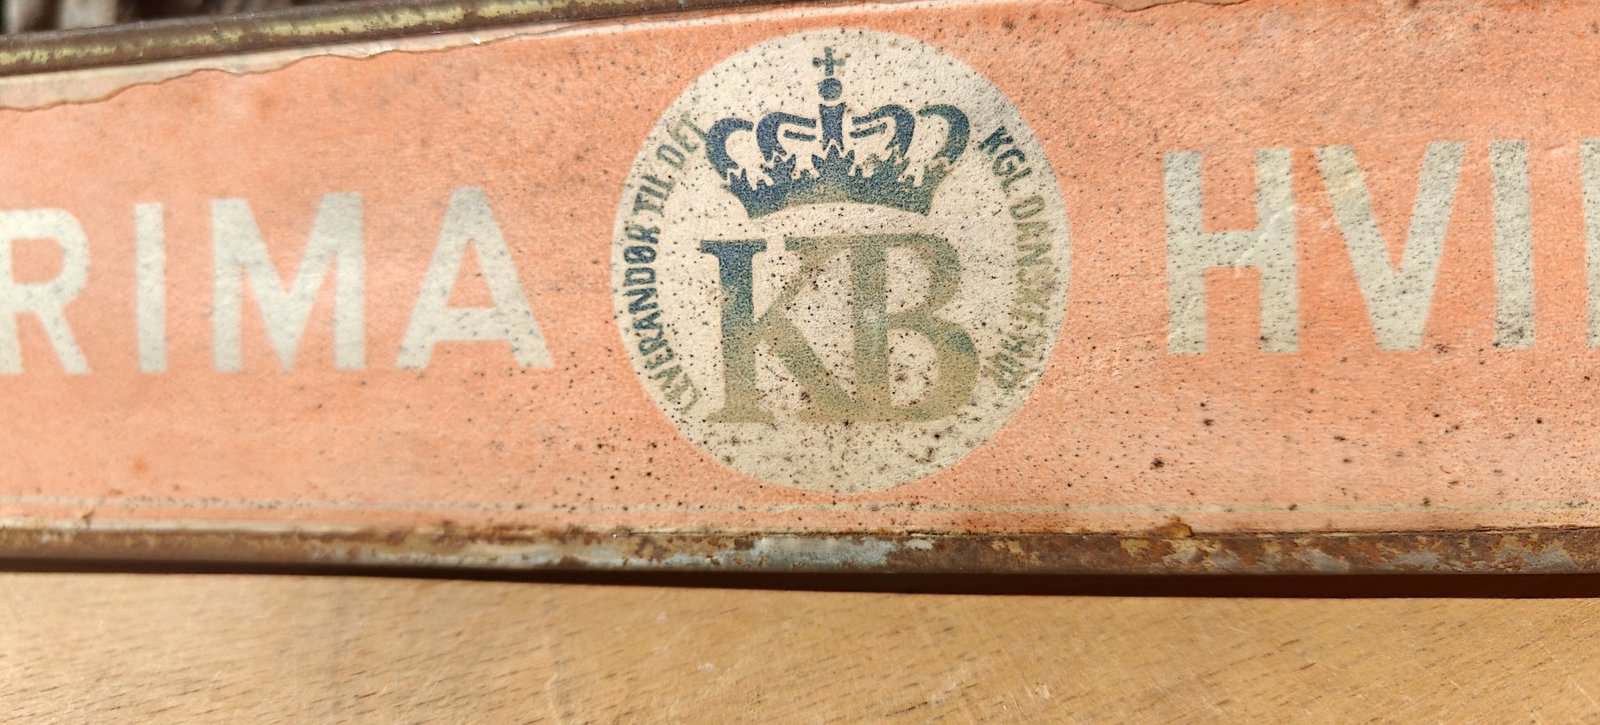 RIMA
LEVERANDØR TIL DET
KGL. DANSKE HOF
KB
HVI